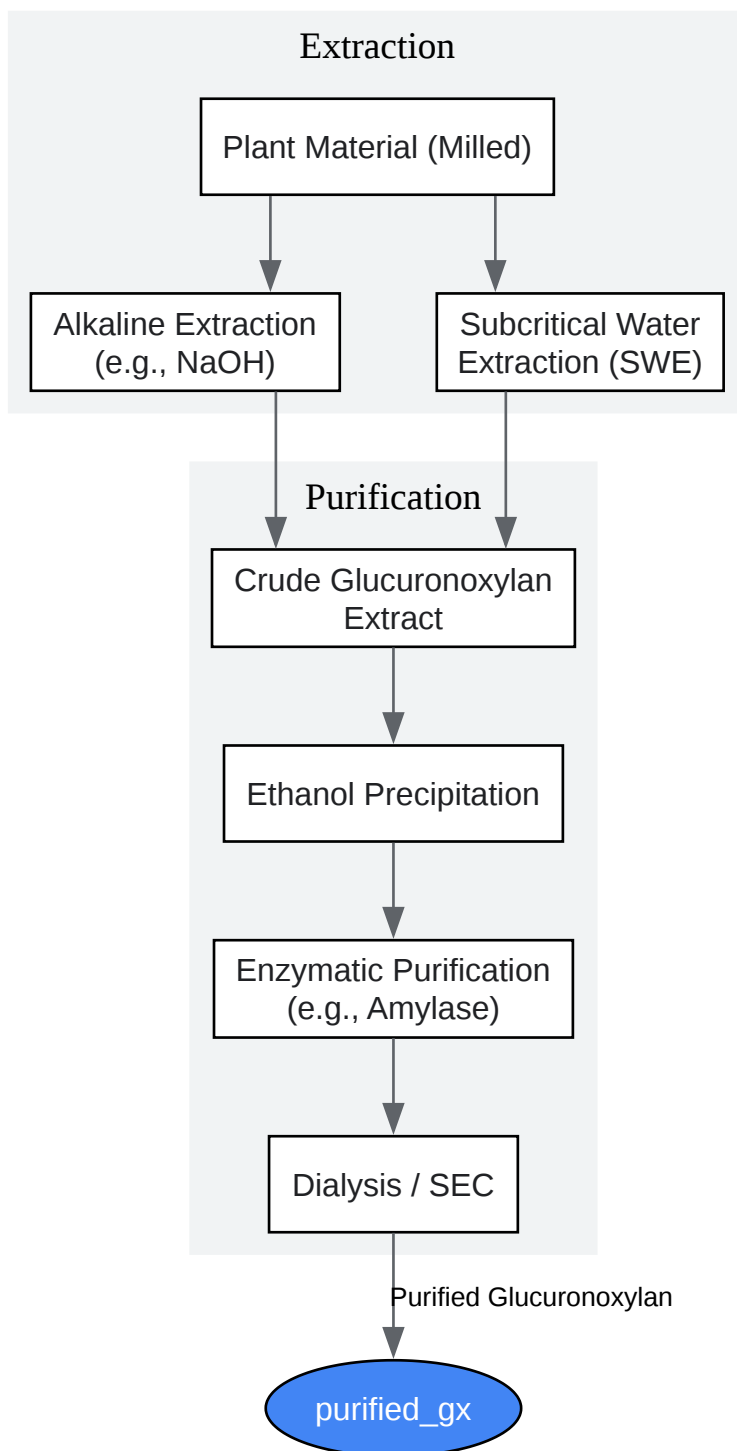 Extraction
Plant Material (Milled)
Alkaline Extraction
(e.g., NaOH)
Subcritical Water
Extraction (SWE)
Purification
Crude Glucuronoxylan
Extract
Ethanol Precipitation
Enzymatic Purification
(e.g., Amylase)
Dialysis / SEC
Purified Glucuronoxylan
purified_gx